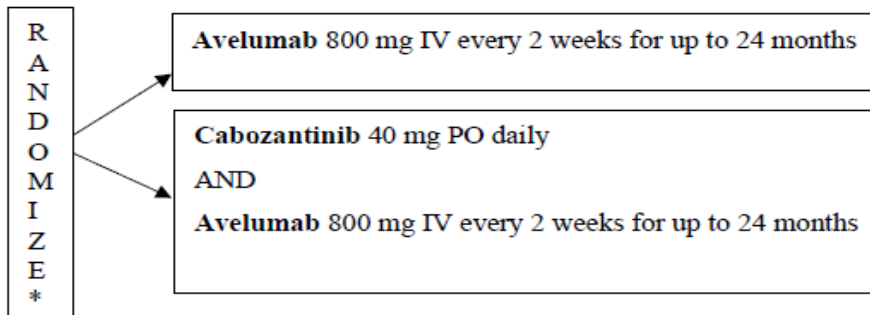 R
A
N
D
O
M
I
Z
E
*
Avelumab 800 mg IV every 2 weeks for up to 24 months
Cabozantinib 40 mg PO daily
AND
Avelumab 800 mg IV every 2 weeks for up to 24 months